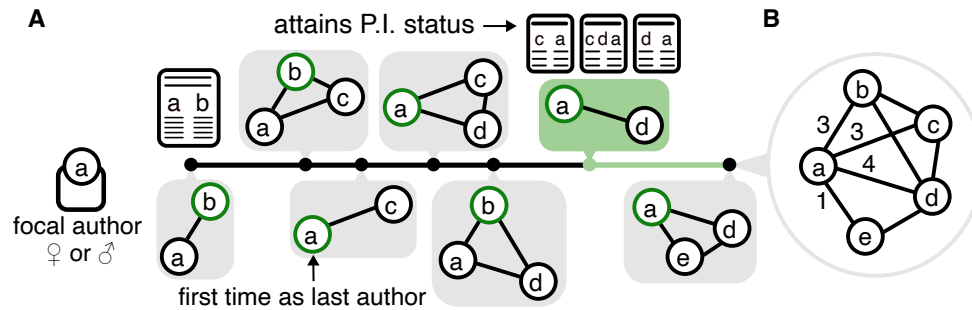 A
attains P.I. status
c a
c d a
d a
B
a b
b
a
c
a
c
d
a
d
a
focal author
♀ or ♂
b
a
c
a
b
a
d
a
d
e
first time as last author
b
c
3
3
a
4
1
d
e